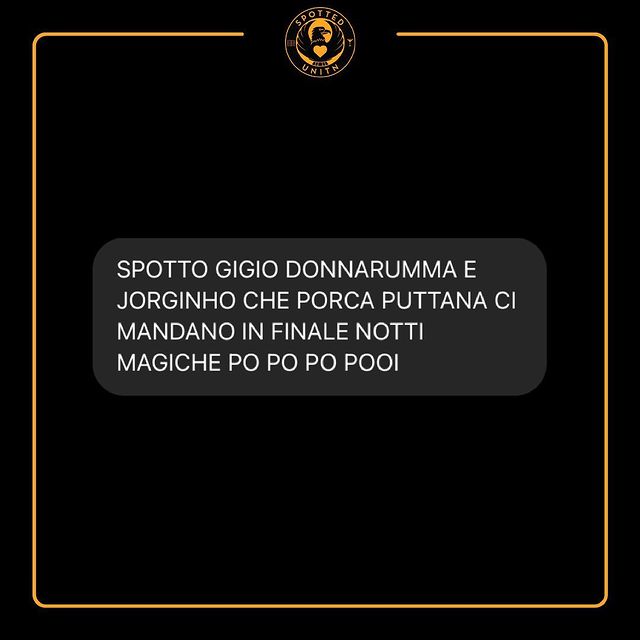 SPOTTED
UNITN
SPOTTO GIGIO DONNARUMMA E
JORGINHO CHE PORCA PUTTANA CI
MANDANO IN FINALE NOTTI
MAGICHE PO PO PO POOI